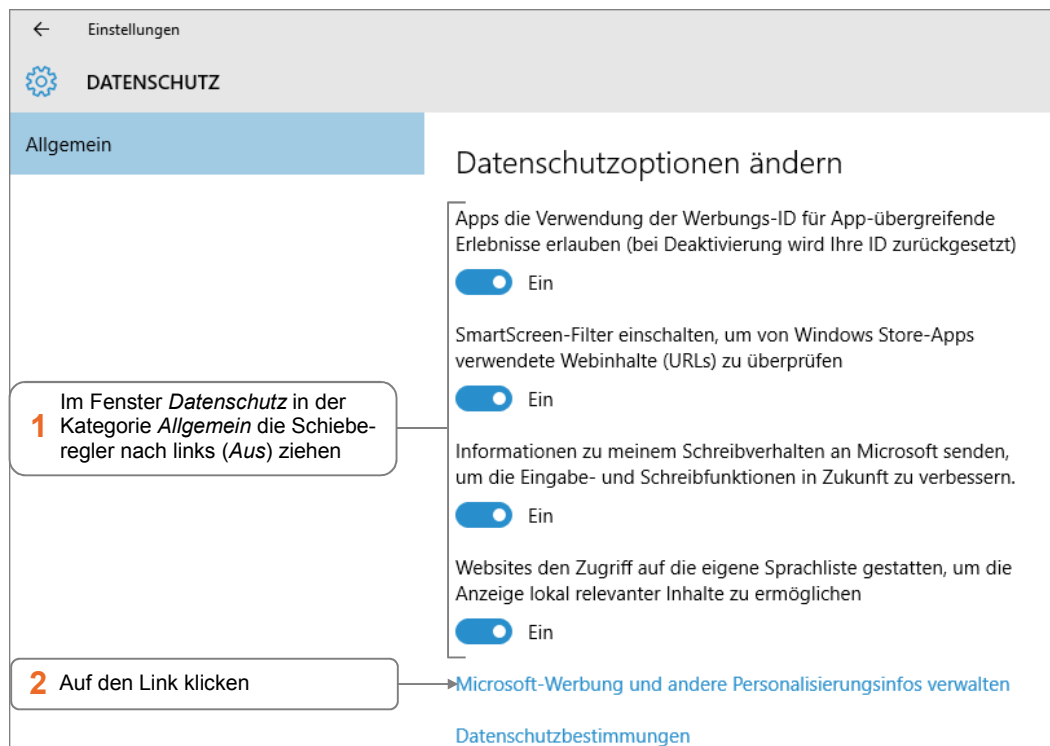 Einstellungen
DATENSCHUTZ
Allgemein
Datenschutzoptionen ändern
Apps die Verwendung der Werbungs-ID für App-übergreifende
Erlebnisse erlauben (bei Deaktivierung wird Ihre ID zurückgesetzt)
Ein
SmartScreen-Filter einschalten, um von Windows Store-Apps
verwendete Webinhalte (URLs) zu überprüfen
Ein
1 Im Fenster Datenschutz in der
Kategorie Allgemein die Schiebe-
regler nach links (Aus) ziehen
Informationen zu meinem Schreibverhalten an Microsoft senden,
um die Eingabe- und Schreibfunktionen in Zukunft zu verbessern.
Ein
Websites den Zugriff auf die eigene Sprachliste gestatten, um die
Anzeige lokal relevanter Inhalte zu ermöglichen
Ein
2 Auf den Link klicken
Microsoft-Werbung und andere Personalisierungsinfos verwalten
Datenschutzbestimmungen